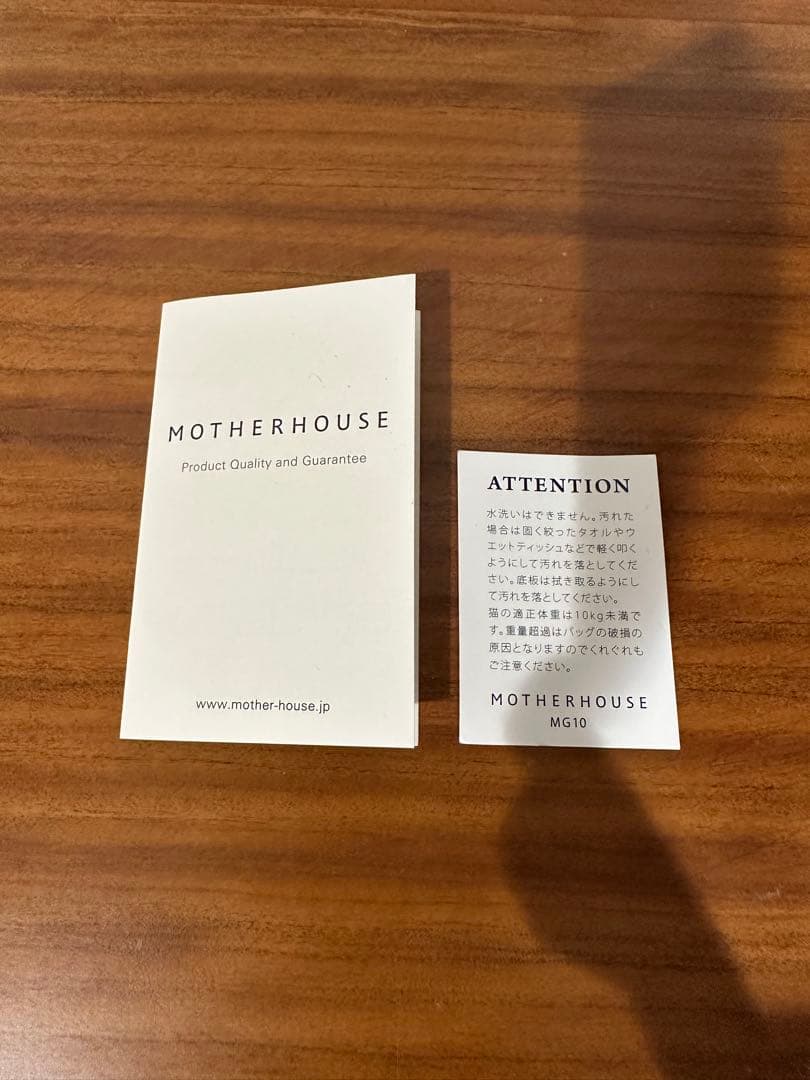 MOTHERHOUSE
Product Quality and Guarantee
www.mother-house.jp
ATTENTION
水洗いはできません。汚れた
場合は固く絞ったタオルやウ
エットティッシュなどで軽く叩く
ようにして汚れを落としてくだ
さい。底板は拭き取るようにし
て汚れを落としてください。
猫の適正体重は10kg未満で
す。重量超過はバッグの破損の
原因となりますのでくれぐれも
ご注意ください。
MOTHERHOUSE
MG10